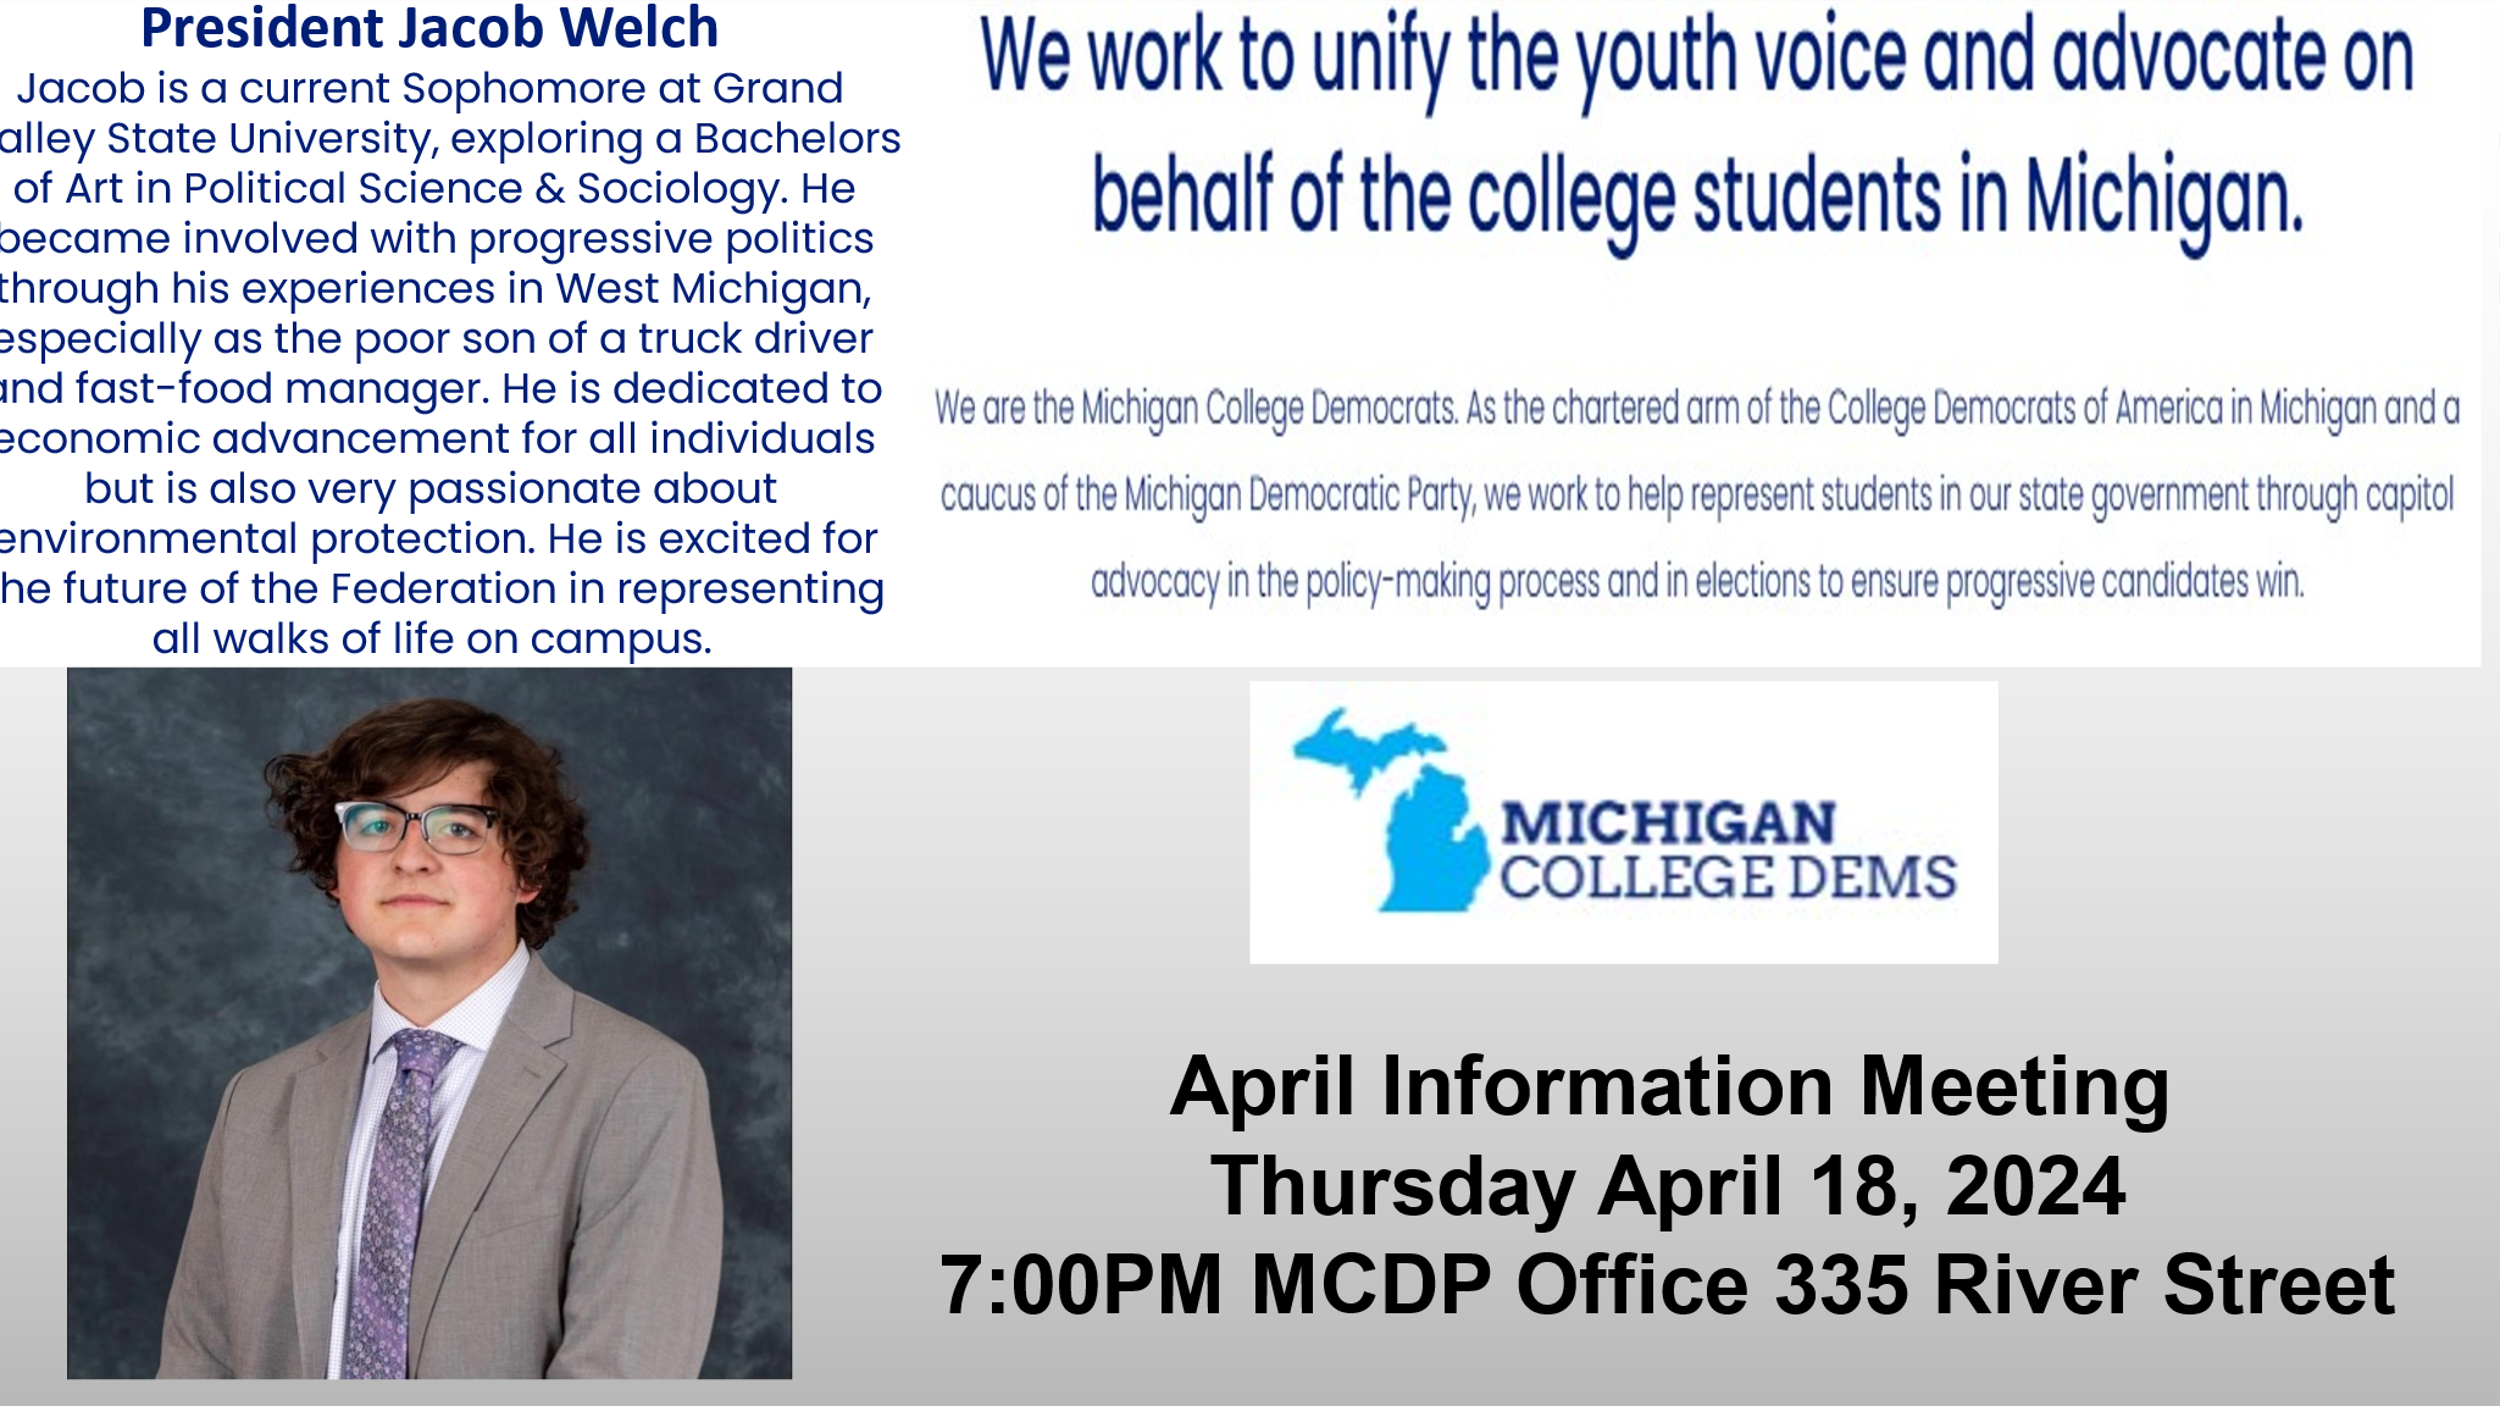 President Jacob Welch
Jacob is a current Sophomore at Grand
alley State University, exploring a Bachelors
of Art in Political Science & Sociology. He
became involved with progressive politics
through his experiences in West Michigan,
especially as the poor son of a truck driver
and fast-food manager. He is dedicated to
economic advancement for all individuals
but is also very passionate about
environmental protection. He is excited for
he future of the Federation in representing
all walks of life on campus.
We work to unify the youth voice and advocate on
behalf of the college students in Michigan.
We are the Michigan College Democrats. As the chartered arm of the College Democrats of America in Michigan and a
caucus of the Michigan Democratic Party, we work to help represent students in our state government through capitol
advocacy in the policy-making process and in elections to ensure progressive candidates win.
MICHIGAN
COLLEGE DEMS
April Information Meeting
Thursday April 18, 2024
7:00PM MCDP Office 335 River Street